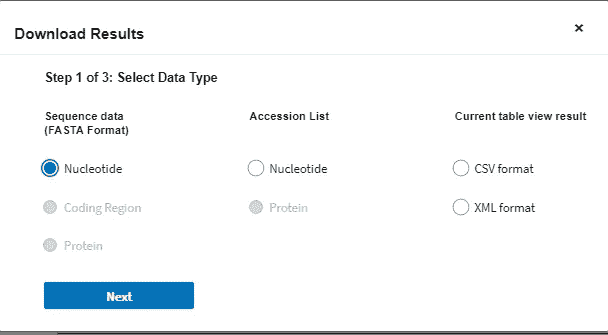 Download Results
×
Step 1 of 3: Select Data Type
Sequence data
(FASTA Format)
Accession List
Current table view result
Nucleotide
Nucleotide
CSV format
Coding Region
Protein
XML format
Protein
Next